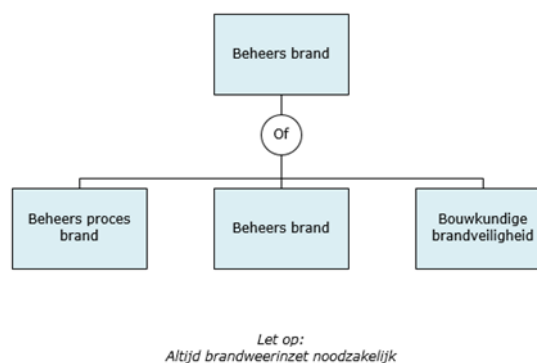 Beheers brand
Of
Beheers proces
brand
Beheers brand
Bouwkundige
brandveiligheid
Let op:
Altijd brandweerinzet noodzakelijk